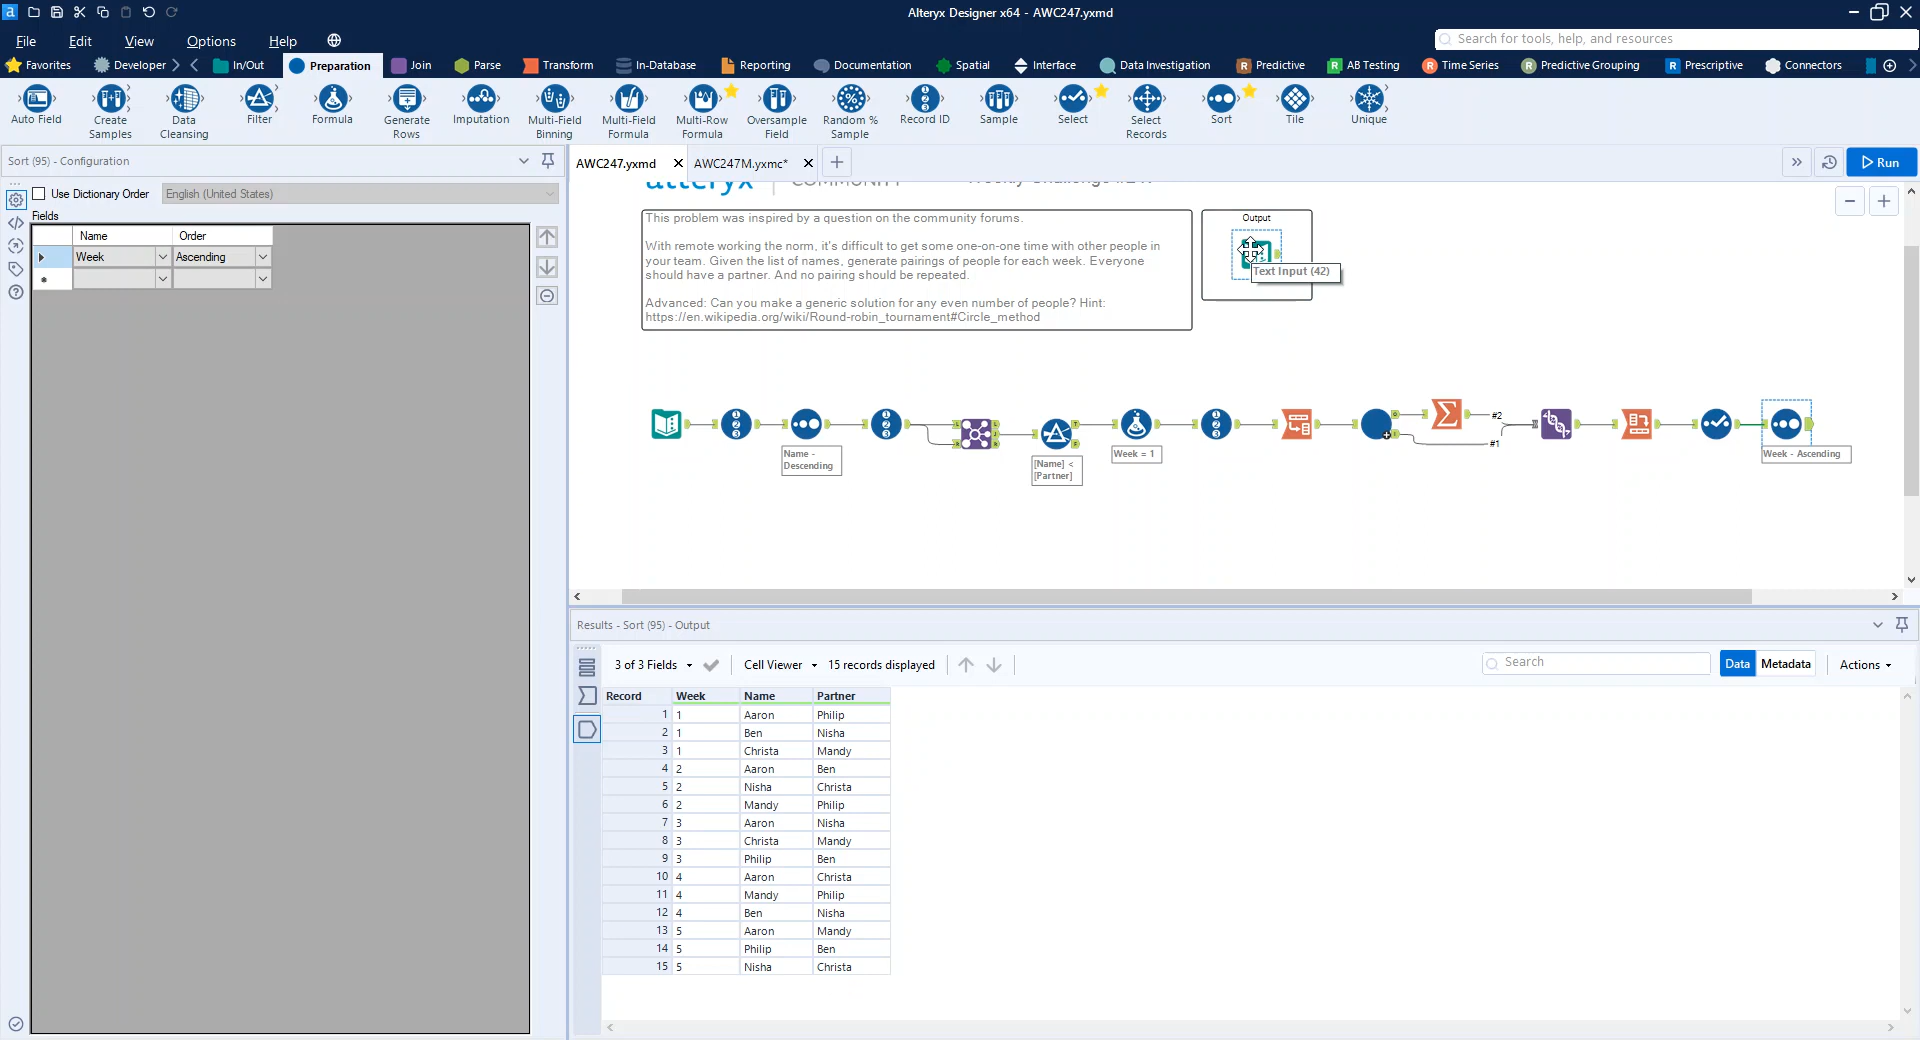 Alteryx Designer x64 - AWC247.yxmd
File Edit View Options Help
Search for tools, help, and resources
Favorites Developer In/Out Preparation Join Parse Transform In-Database Reporting Documentation Spatial Interface Data Investigation Predictive AB Testing Time Series Predictive Grouping Prescriptive Connectors
Auto Field Create Samples Data Cleansing Filter Formula Generate Rows Imputation Multi-Field Binning Multi-Field Formula Multi-Row Formula Oversample Field Random % Sample Record ID Sample Select Select Records Sort Tile Unique
Sort (95) - Configuration
AWC247.yxmd AWC247M.yxmc*
Run
Use Dictionary Order English (United States)
Fields
Name Order
Week Ascending
alteryx COMMUNITY
This problem was inspired by a question on the community forums.
With remote working the norm, it's difficult to get some one-on-one time with other people in
your team. Given the list of names, generate pairings of people for each week. Everyone
should have a partner. And no pairing should be repeated.
Advanced: Can you make a generic solution for any even number of people? Hint:
https://en.wikipedia.org/wiki/Round-robin_tournament#Circle_method
Output
Text Input (42)
Name -
Descending
[Name] <
[Partner]
Week = 1
#2
#1
Week - Ascending
Results - Sort (95) - Output
3 of 3 Fields Cell Viewer 15 records displayed Search Data Metadata Actions
Record Week Name Partner
1 1 Aaron Philip
2 1 Ben Nisha
3 1 Christa Mandy
4 2 Aaron Ben
5 2 Nisha Christa
6 2 Mandy Philip
7 3 Aaron Nisha
8 3 Christa Mandy
9 3 Philip Ben
10 4 Aaron Christa
11 4 Mandy Philip
12 4 Ben Nisha
13 5 Aaron Mandy
14 5 Philip Ben
15 5 Nisha Christa